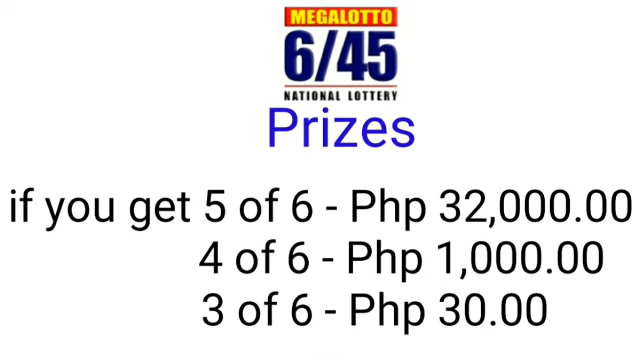 MEGALOTTO
6/45
NATIONAL LOTTERY
Prizes
if you get 5 of 6 - Php 32,000.00
4 of 6 - Php 1,000.00
3 of 6 - Php 30.00